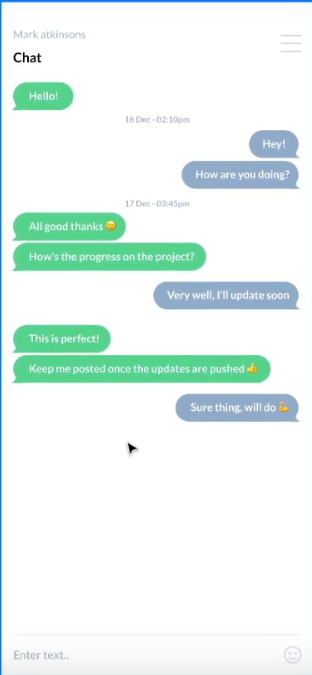 Mark atkinsons
Chat
Hello!
16 Dec - 02:10pm
Hey!
How are you doing?
17 Dec - 03:45pm
All good thanks 😊
How's the progress on the project?
Very well, I'll update soon
This is perfect!
Keep me posted once the updates are pushed 👍
Sure thing, will do 💪
Enter text..